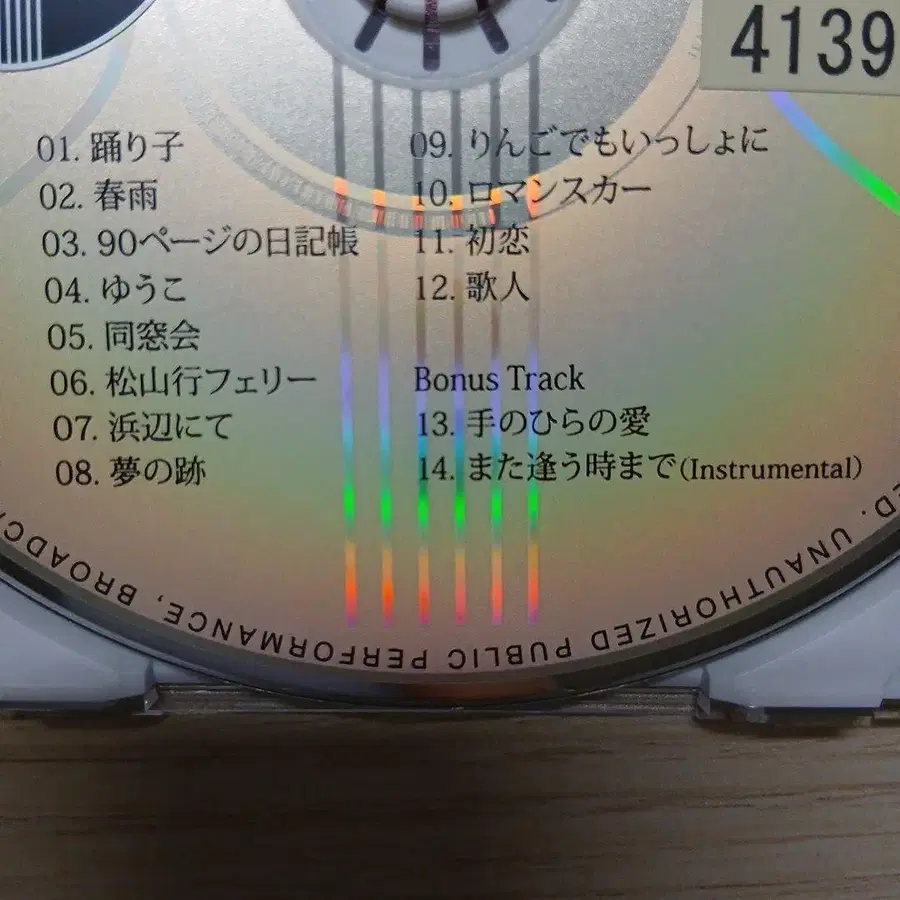 4139
01. 踊り子
02. 春雨
03. 90ページの日記帳
04. ゆうこ
05. 同窓会
06. 松山行フェリー
07. 浜辺にて
08. 夢の跡
09. りんごでもいっしょに
10. ロマンスカー
11. 初恋
12. 歌人
Bonus Track
13. 手のひらの愛
14. また逢う時まで(Instrumental)
UNAUTHORIZED PUBLIC PERFORMANCE,